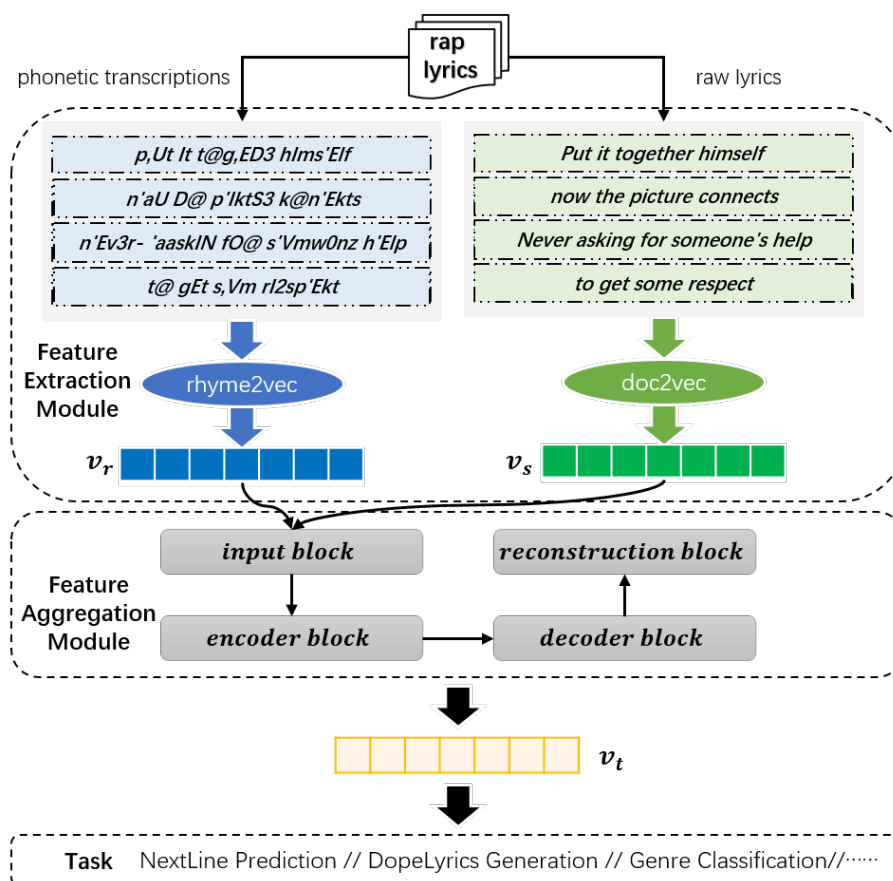 rap
lyrics
phonetic transcriptions
raw lyrics
p,Ut It t@g,ED3 hIms'Elf
n'aU D@ p'IktS3 k@n'Ekts
n'Ev3r- 'aaskIN fO@ s'Vmw0nz h'Elp
t@ gEt s,Vm rI2sp'Ekt
Put it together himself
now the picture connects
Never asking for someone's help
to get some respect
Feature
Extraction
Module
rhyme2vec
doc2vec
v_r
v_s
Feature
Aggregation
Module
input block
reconstruction block
encoder block
decoder block
v_t
Task NextLine Prediction // DopeLyrics Generation // Genre Classification//······